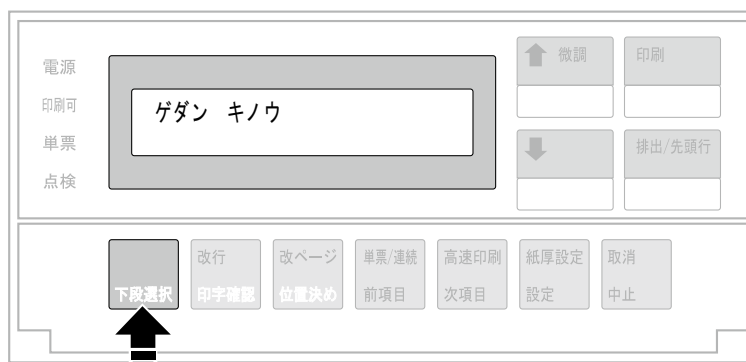 電源
印刷可
単票
点検
ゲダン キノウ
微調
印刷
排出/先頭行
下段選択
改行
印字確認
改ページ
位置決め
単票/連続
前項目
高速印刷
次項目
紙厚設定
設定
取消
中止